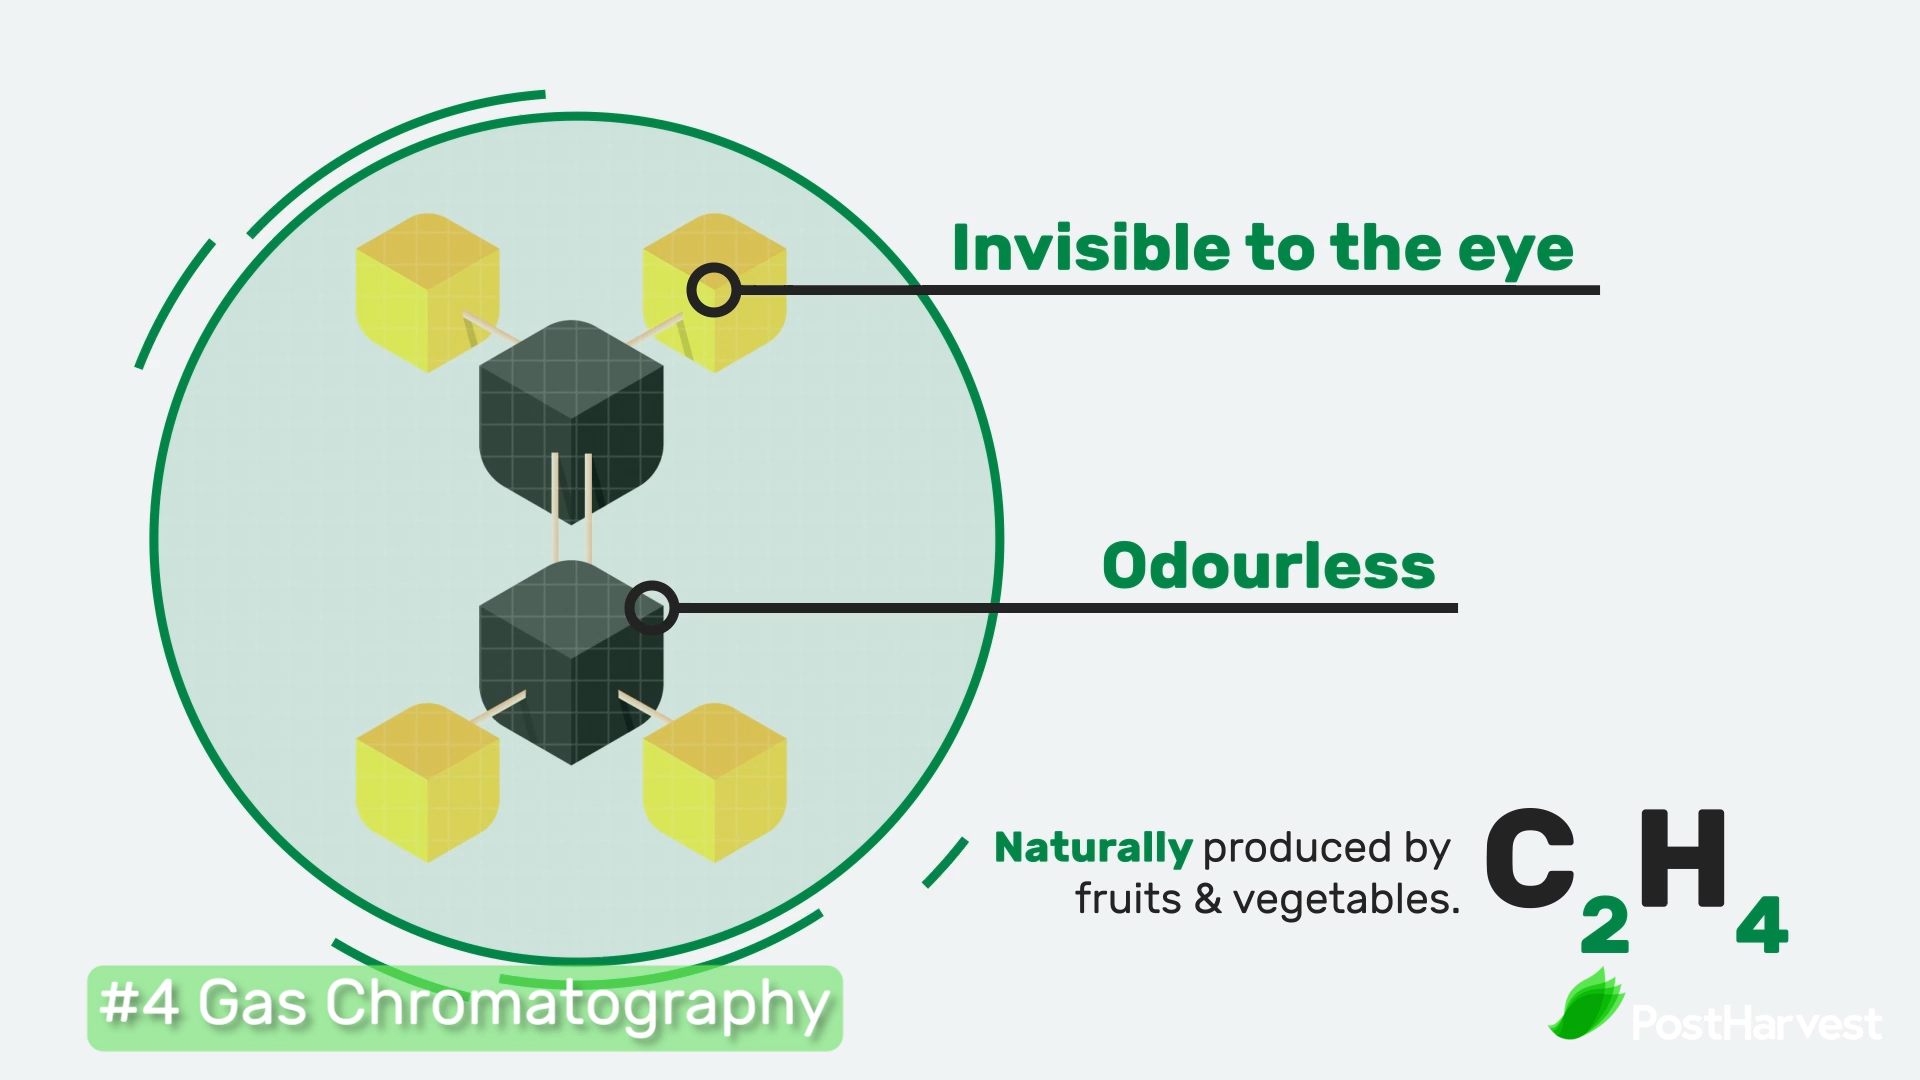 Invisible to the eye
Odourless
Naturally produced by
fruits & vegetables.
C2H4
#4 Gas Chromatography
PostHarvest